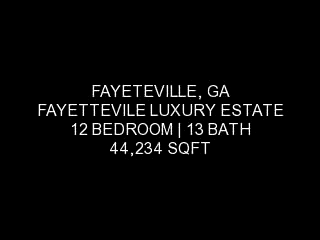 FAYETEVILLE, GA
FAYETTEVILE LUXURY ESTATE
12 BEDROOM | 13 BATH
44,234 SQFT